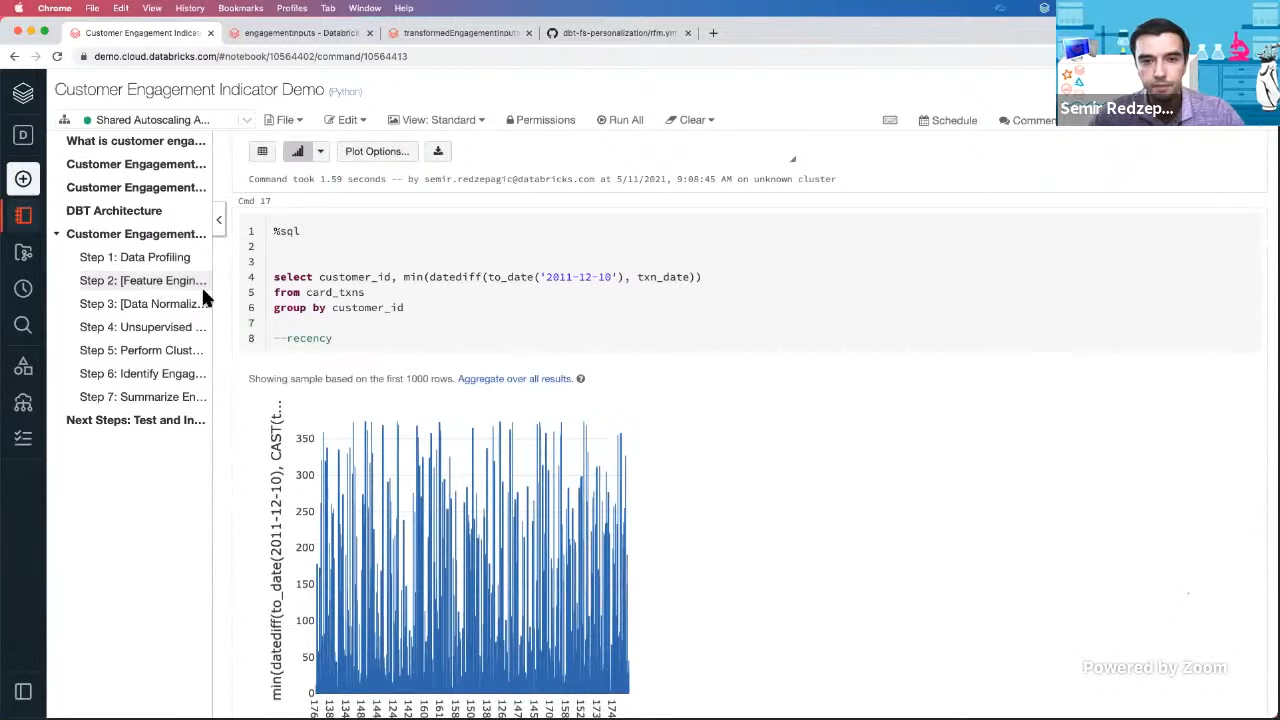 Chrome File Edit View History Bookmarks Profiles Tab Window Help
Customer Engagement Indicat
engagementInputs - Databrick
transformedEngagementInputs
dbt-fs-personalization/rfm.ym
demo.cloud.databricks.com/#notebook/10564402/command/10564413
Customer Engagement Indicator Demo (Python)
Shared Autoscaling A... File Edit View: Standard Permissions Run All Clear Schedule Commen
Semir Redzep...
What is customer enga...
Customer Engagement...
Customer Engagement...
DBT Architecture
Customer Engagement...
Step 1: Data Profiling
Step 2: [Feature Engin...
Step 3: [Data Normaliz...
Step 4: Unsupervised ...
Step 5: Perform Clust...
Step 6: Identify Engag...
Step 7: Summarize En...
Next Steps: Test and In...
Plot Options...
Command took 1.59 seconds -- by semir.redzepagic@databricks.com at 5/11/2021, 9:08:45 AM on unknown cluster
Cmd 17
1 %sql
2
3
4 select customer_id, min(datediff(to_date('2011-12-10'), txn_date))
5 from card_txns
6 group by customer_id
7
8 --recency
Showing sample based on the first 1000 rows. Aggregate over all results.
min(datediff(to_date(2011-12-10), CAST(t...
350
300
250
200
150
100
50
0
Powered by Zoom